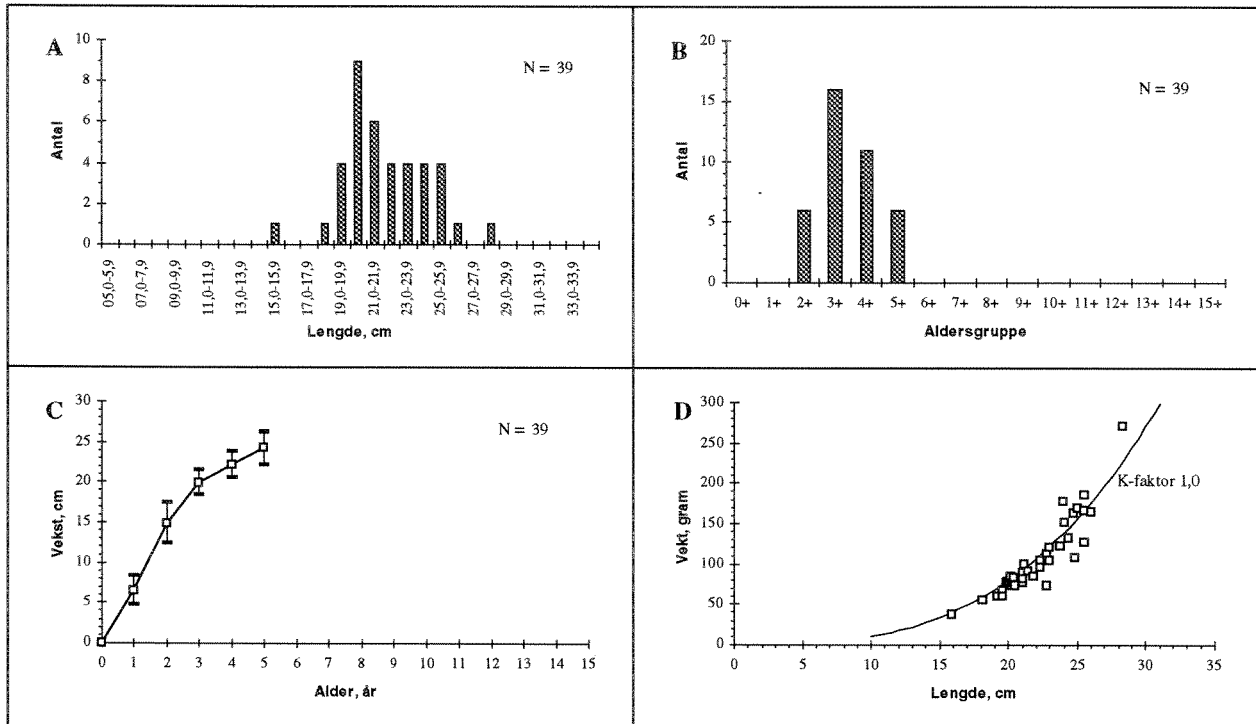 A
N = 39
Antal
10
8
6
4
2
0
05,0-5,9
07,0-7,9
09,0-9,9
11,0-11,9
13,0-13,9
15,0-15,9
17,0-17,9
19,0-19,9
21,0-21,9
23,0-23,9
25,0-25,9
27,0-27,9
29,0-29,9
31,0-31,9
33,0-33,9
Lengde, cm
B
N = 39
Antal
20
15
10
5
0
0+ 1+ 2+ 3+ 4+ 5+ 6+ 7+ 8+ 9+ 10+ 11+ 12+ 13+ 14+ 15+
Aldersgruppe
C
N = 39
Vekst, cm
30
25
20
15
10
5
0
0 1 2 3 4 5 6 7 8 9 10 11 12 13 14 15
Alder, år
D
Vekt, gram
300
250
200
150
100
50
0
K-faktor 1,0
0 5 10 15 20 25 30 35
Lengde, cm